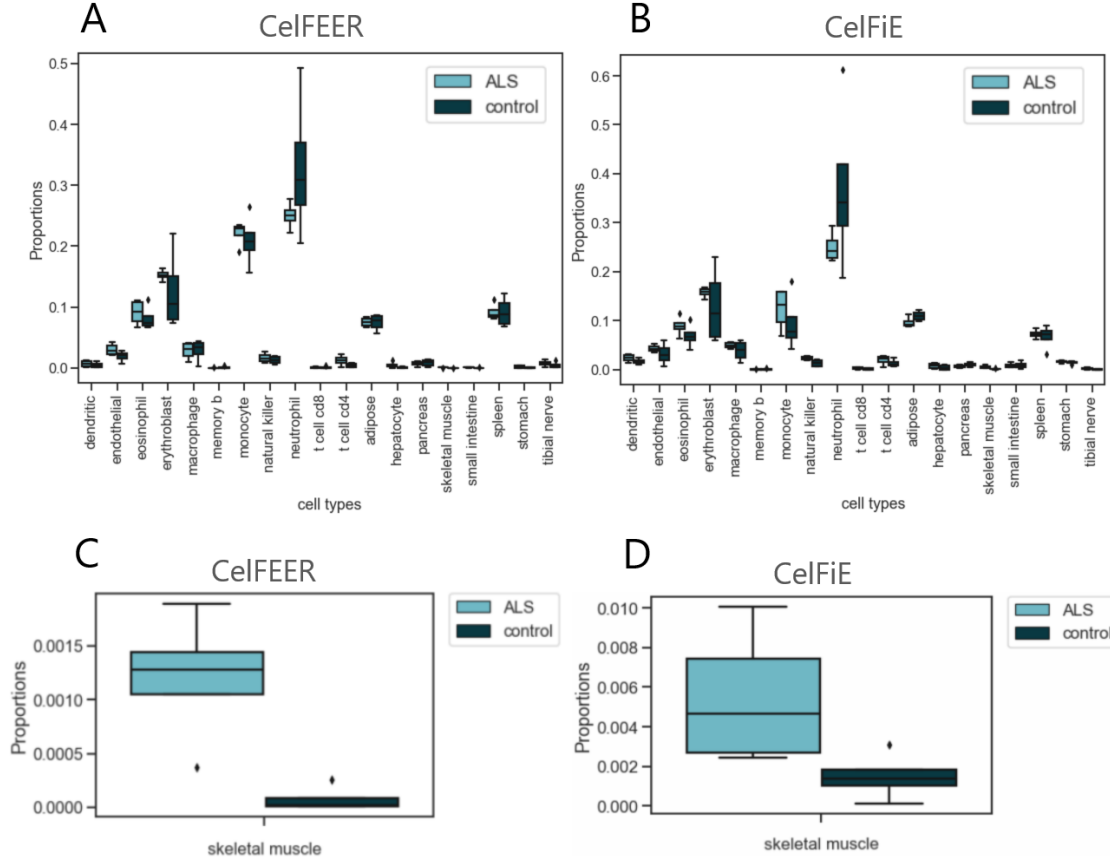 A
CelFEER
0.5
0.4
0.3
0.2
0.1
0.0
Proportions
ALS
control
dendritic
endothelial
eosinophil
erythroblast
macrophage
memory b
monocyte
natural killer
neutrophil
t cell cd8
t cell cd4
adipose
hepatocyte
pancreas
skeletal muscle
small intestine
spleen
stomach
tibial nerve
cell types
B
CelFiE
0.6
0.5
0.4
0.3
0.2
0.1
0.0
Proportions
ALS
control
dendritic
endothelial
eosinophil
erythroblast
macrophage
memory b
monocyte
natural killer
neutrophil
t cell cd8
t cell cd4
adipose
hepatocyte
pancreas
skeletal muscle
small intestine
spleen
stomach
tibial nerve
cell types
C
CelFEER
0.0015
0.0010
0.0005
0.0000
Proportions
ALS
control
skeletal muscle
D
CelFiE
0.010
0.008
0.006
0.004
0.002
0.000
Proportions
ALS
control
skeletal muscle